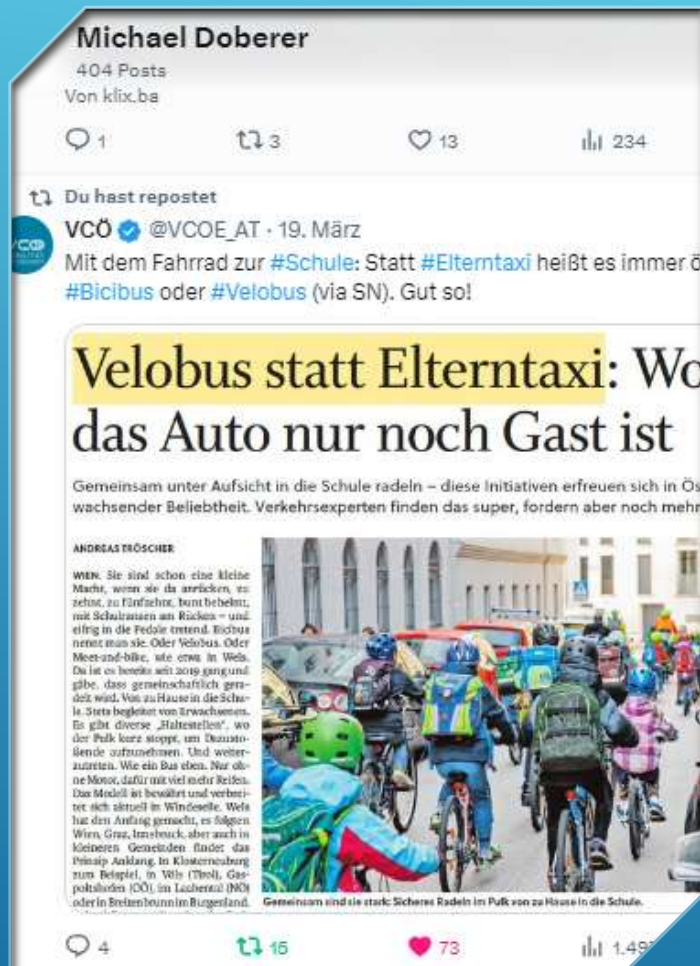 Michael Doberer
404 Posts
Von klix.ba
1 3 13 234
Du hast repostet
VCÖ @VCOE_AT · 19. März
Mit dem Fahrrad zur #Schule: Statt #Elterntaxi heißt es immer ö
#Bicibus oder #Velobus (via SN). Gut so!
Velobus statt Elterntaxi: Wo
das Auto nur noch Gast ist
Gemeinsam unter Aufsicht in die Schule radeln – diese Initiativen erfreuen sich in Ös
wachsender Beliebtheit. Verkehrsexperten finden das super, fordern aber noch mehr
ANDREAS TRÖSCHER
WIEN. Sie sind schon eine kleine
Macht, wenn sie da anrücken, zu
zehnt, zu fünfzehnt, bunt behelmt,
mit Schulranzen am Rücken – und
eifrig in die Pedale tretend. Bicibus
nennt man sie. Oder Velobus. Oder
Meet-and-bike, wie etwa in Wels.
Da ist es bereits seit 2019 gang und
gäbe, dass gemeinschaftlich gera-
delt wird. Von zu Hause in die Schu-
le. Stets begleitet von Erwachsenen.
Es gibt diverse „Haltestellen“, wo
der Pulk kurz stoppt, um Dazusto-
ßende aufzunehmen. Und weiter-
zutreten. Wie ein Bus eben. Nur oh-
ne Motor, dafür mit viel mehr Reifen.
Das Modell ist bewährt und verbrei-
tet sich aktuell in Windeseile. Wels
hat den Anfang gemacht, es folgten
Wien, Graz, Innsbruck, aber auch in
kleineren Gemeinden findet das
Prinzip Anklang. In Klosterneuburg
zum Beispiel, in Völs (Tirol), Gas-
poltshofen (OÖ), im Laabental (NÖ)
oder in Breitenbrunn im Burgenland.
Gemeinsam sind sie stark: Sicheres Radeln im Pulk von zu Hause in die Schule.
4 15 73 1.497